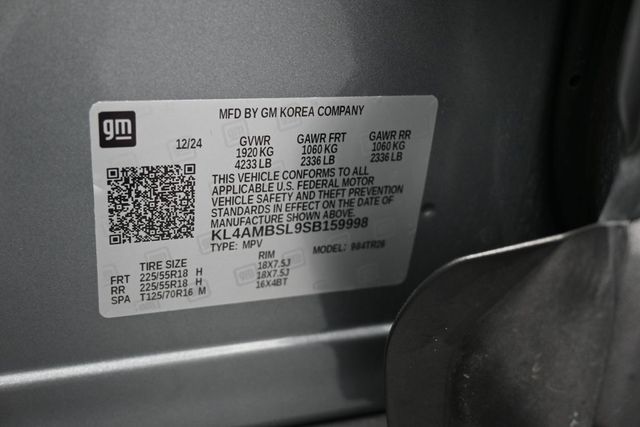 MFD BY GM KOREA COMPANY
gm
12/24 GVWR GAWR FRT GAWR RR
1920 KG 1060 KG 1060 KG
4233 LB 2336 LB 2336 LB
THIS VEHICLE CONFORMS TO ALL
APPLICABLE U.S. FEDERAL MOTOR
VEHICLE SAFETY AND THEFT PREVENTION
STANDARDS IN EFFECT ON THE DATE OF
MANUFACTURE SHOWN ABOVE.
KL4AMBSL9SB159998
TYPE: MPV MODEL: 984TR26
TIRE SIZE RIM
FRT 225/55R18 H 18X7.5J
RR 225/55R18 H 18X7.5J
SPA T125/70R16 M 16X4BT